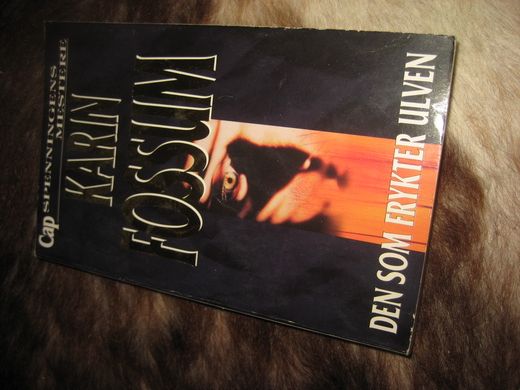 Cap SPENNINGENS
MESTERE
KARIN
FOSSUM
DEN SOM FRYKTER ULVEN